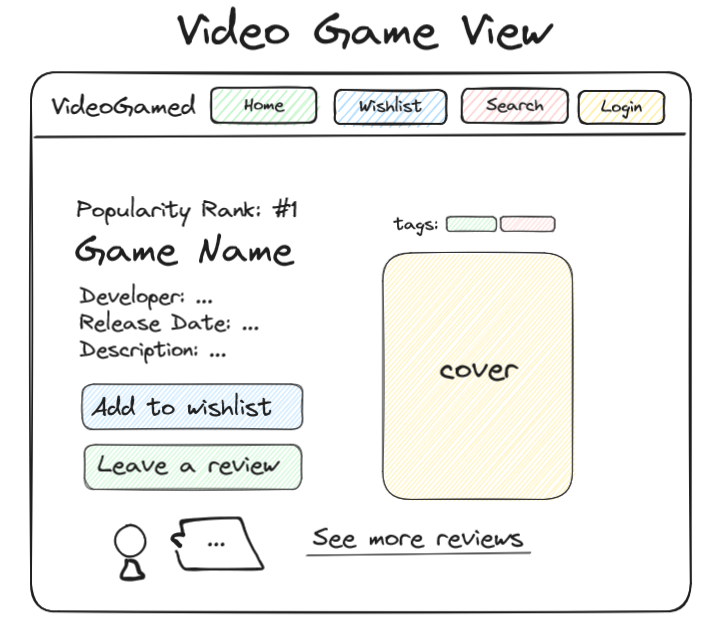 Video Game View
VideoGamed Home Wishlist Search Login
Popularity Rank: #1
Game Name
Developer: ...
Release Date: ...
Description: ...
Add to wishlist
Leave a review
tags:
cover
...
See more reviews